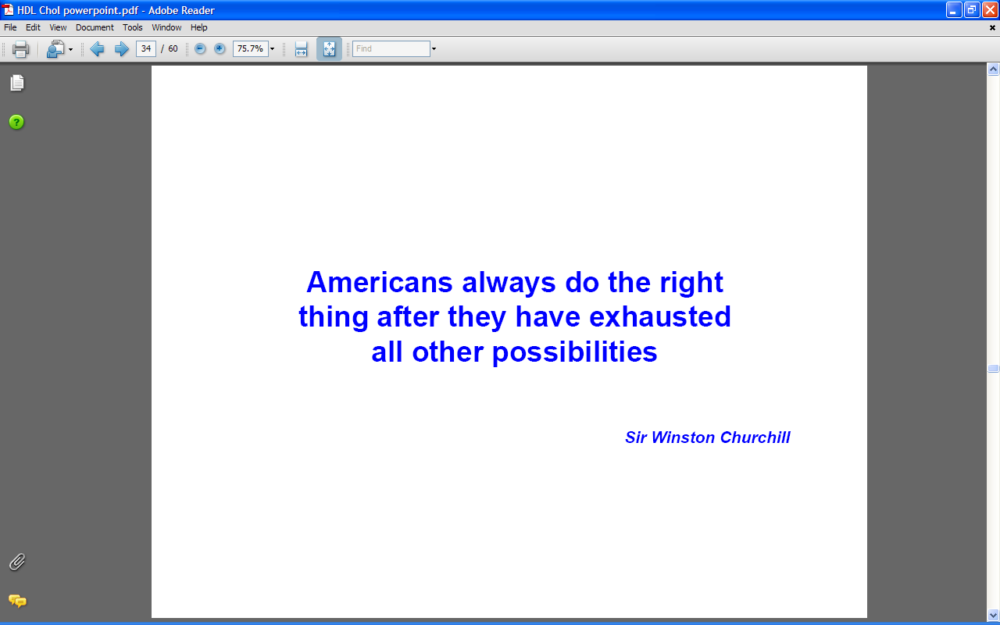 HDL Chol powerpoint.pdf - Adobe Reader
File Edit View Document Tools Window Help
34 / 60 75.7% Find
Americans always do the right
thing after they have exhausted
all other possibilities
Sir Winston Churchill